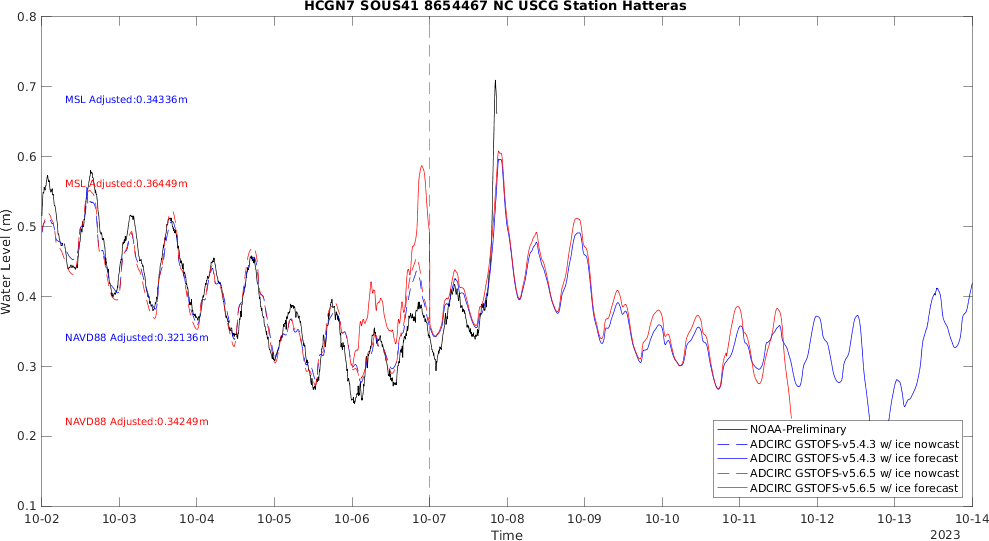 HCGN7 SOUS41 8654467 NC USCG Station Hatteras
0.8
0.7
0.6
0.5
0.4
0.3
0.2
0.1
Water Level (m)
MSL Adjusted:0.34336m
MSL Adjusted:0.36449m
NAVD88 Adjusted:0.32136m
NAVD88 Adjusted:0.34249m
NOAA-Preliminary
ADCIRC GSTOFS-v5.4.3 w/ ice nowcast
ADCIRC GSTOFS-v5.4.3 w/ ice forecast
ADCIRC GSTOFS-v5.6.5 w/ ice nowcast
ADCIRC GSTOFS-v5.6.5 w/ ice forecast
10-02 10-03 10-04 10-05 10-06 10-07 10-08 10-09 10-10 10-11 10-12 10-13 10-14
Time
2023